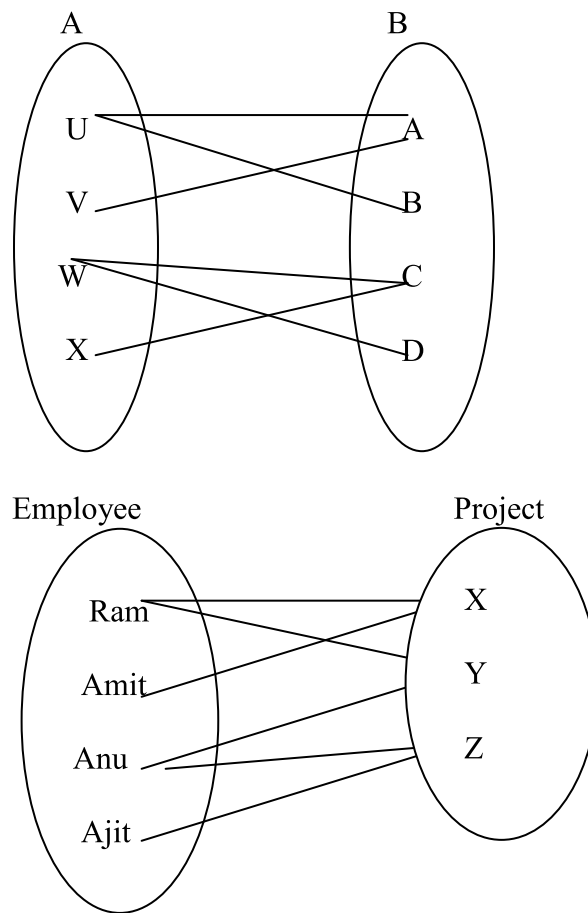 A B
U A
V B
W C
X D
Employee Project
Ram X
Amit Y
Anu Z
Ajit